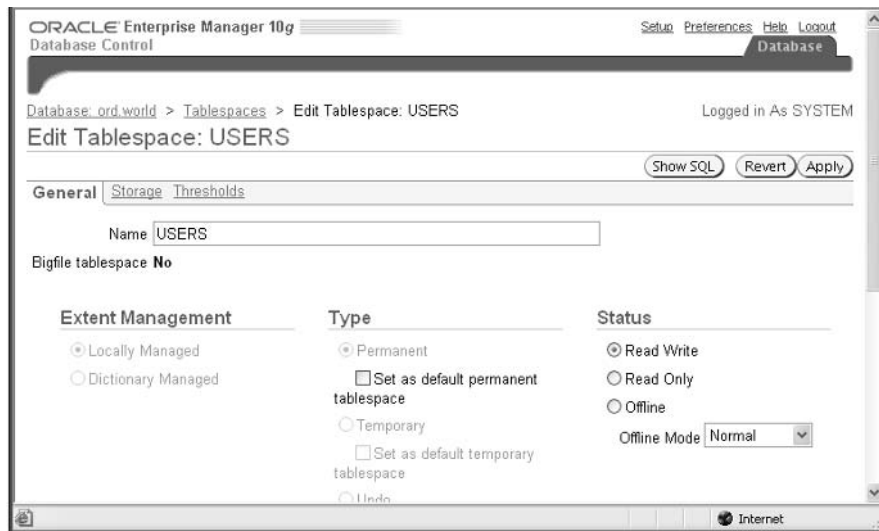 ORACLE Enterprise Manager 10g
Database Control
Setup Preferences Help Logout
Database
Database: ord.world > Tablespaces > Edit Tablespace: USERS
Logged in As SYSTEM
Edit Tablespace: USERS
Show SQL Revert Apply
General Storage Thresholds
Name USERS
Bigfile tablespace No
Extent Management
Locally Managed
Dictionary Managed
Type
Permanent
Set as default permanent
tablespace
Temporary
Set as default temporary
tablespace
Undo
Status
Read Write
Read Only
Offline
Offline Mode Normal
Internet